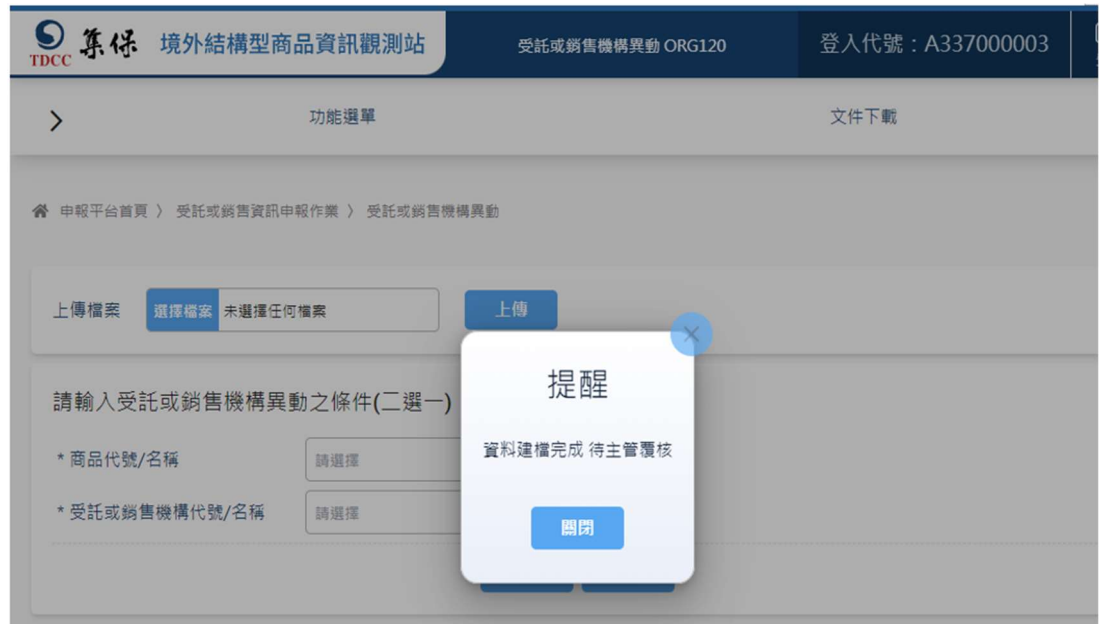 TDCC 集保 境外結構型商品資訊觀測站 受託或銷售機構異動 ORG120 登入代號：A337000003
功能選單 文件下載
申報平台首頁 〉 受託或銷售資訊申報作業 〉 受託或銷售機構異動
上傳檔案 選擇檔案 未選擇任何檔案 上傳
提醒
請輸入受託或銷售機構異動之條件(二選一)
資料建檔完成 待主管覆核
* 商品代號/名稱 請選擇
* 受託或銷售機構代號/名稱 請選擇
關閉